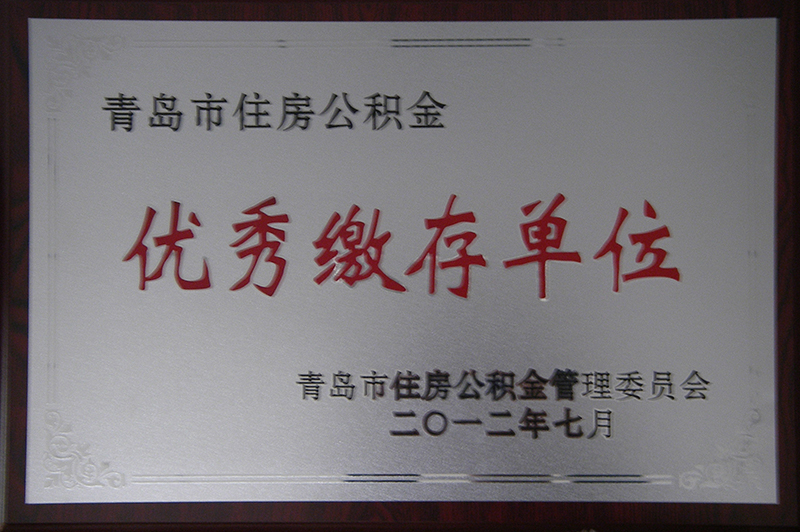 青岛市住房公积金
优秀缴存单位
青岛市住房公积金管理委员会
二〇一二年七月